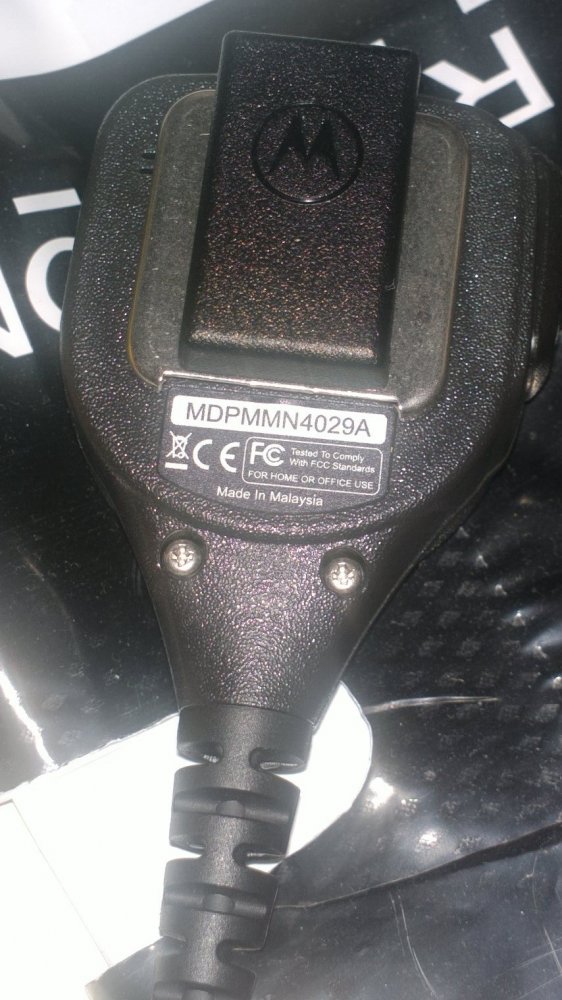 MDPMMN4029A
CE FC Tested To Comply
With FCC Standards
FOR HOME OR OFFICE USE
Made In Malaysia